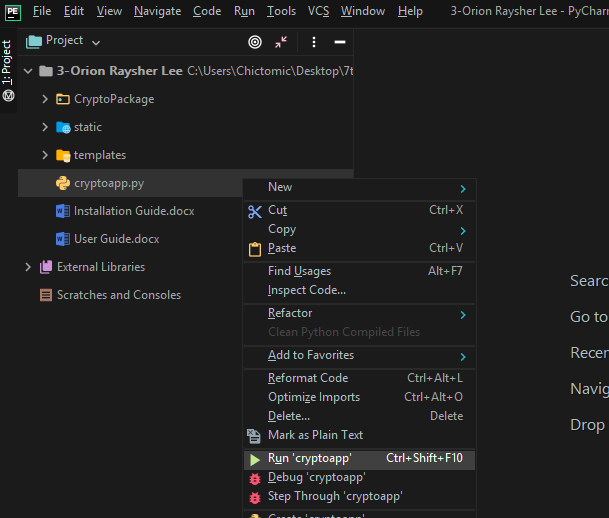 PE File Edit View Navigate Code Run Tools VCS Window Help 3-Orion Raysher Lee - PyChar
1: Project
Project
3-Orion Raysher Lee C:\Users\Chictomic\Desktop\7t
CryptoPackage
static
templates
cryptoapp.py
Installation Guide.docx
User Guide.docx
External Libraries
Scratches and Consoles
New
Cut Ctrl+X
Copy
Paste Ctrl+V
Find Usages Alt+F7
Inspect Code...
Refactor
Clean Python Compiled Files
Add to Favorites
Reformat Code Ctrl+Alt+L
Optimize Imports Ctrl+Alt+O
Delete... Delete
Mark as Plain Text
Run 'cryptoapp' Ctrl+Shift+F10
Debug 'cryptoapp'
Step Through 'cryptoapp'
Searc
Go to
Recen
Navig
Drop